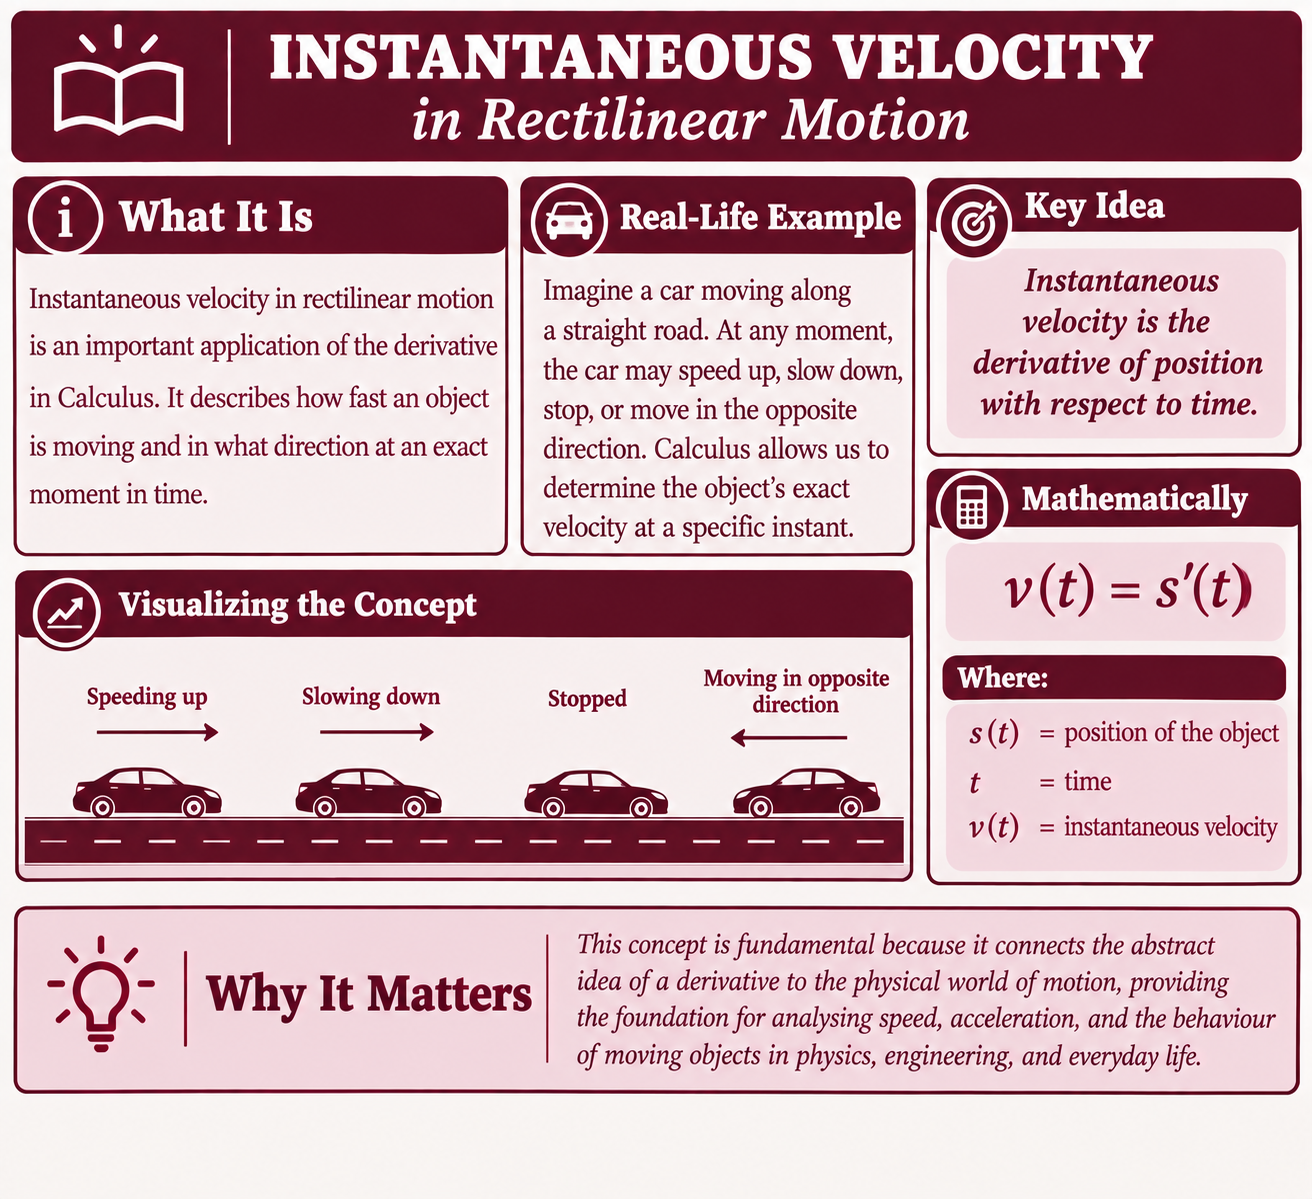 INSTANTANEOUS VELOCITY
in Rectilinear Motion
i
What It Is
Instantaneous velocity in rectilinear motion
is an important application of the derivative
in Calculus. It describes how fast an object
is moving and in what direction at an exact
moment in time.
Real-Life Example
Imagine a car moving along
a straight road. At any moment,
the car may speed up, slow down,
stop, or move in the opposite
direction. Calculus allows us to
determine the object's exact
velocity at a specific instant.
Key Idea
Instantaneous
velocity is the
derivative of position
with respect to time.
Mathematically
v(t) = s′(t)
Where:
s(t) = position of the object
t = time
v(t) = instantaneous velocity
Visualizing the Concept
Speeding up
Slowing down
Stopped
Moving in opposite
direction
Why It Matters
This concept is fundamental because it connects the abstract
idea of a derivative to the physical world of motion, providing
the foundation for analysing speed, acceleration, and the behaviour
of moving objects in physics, engineering, and everyday life.